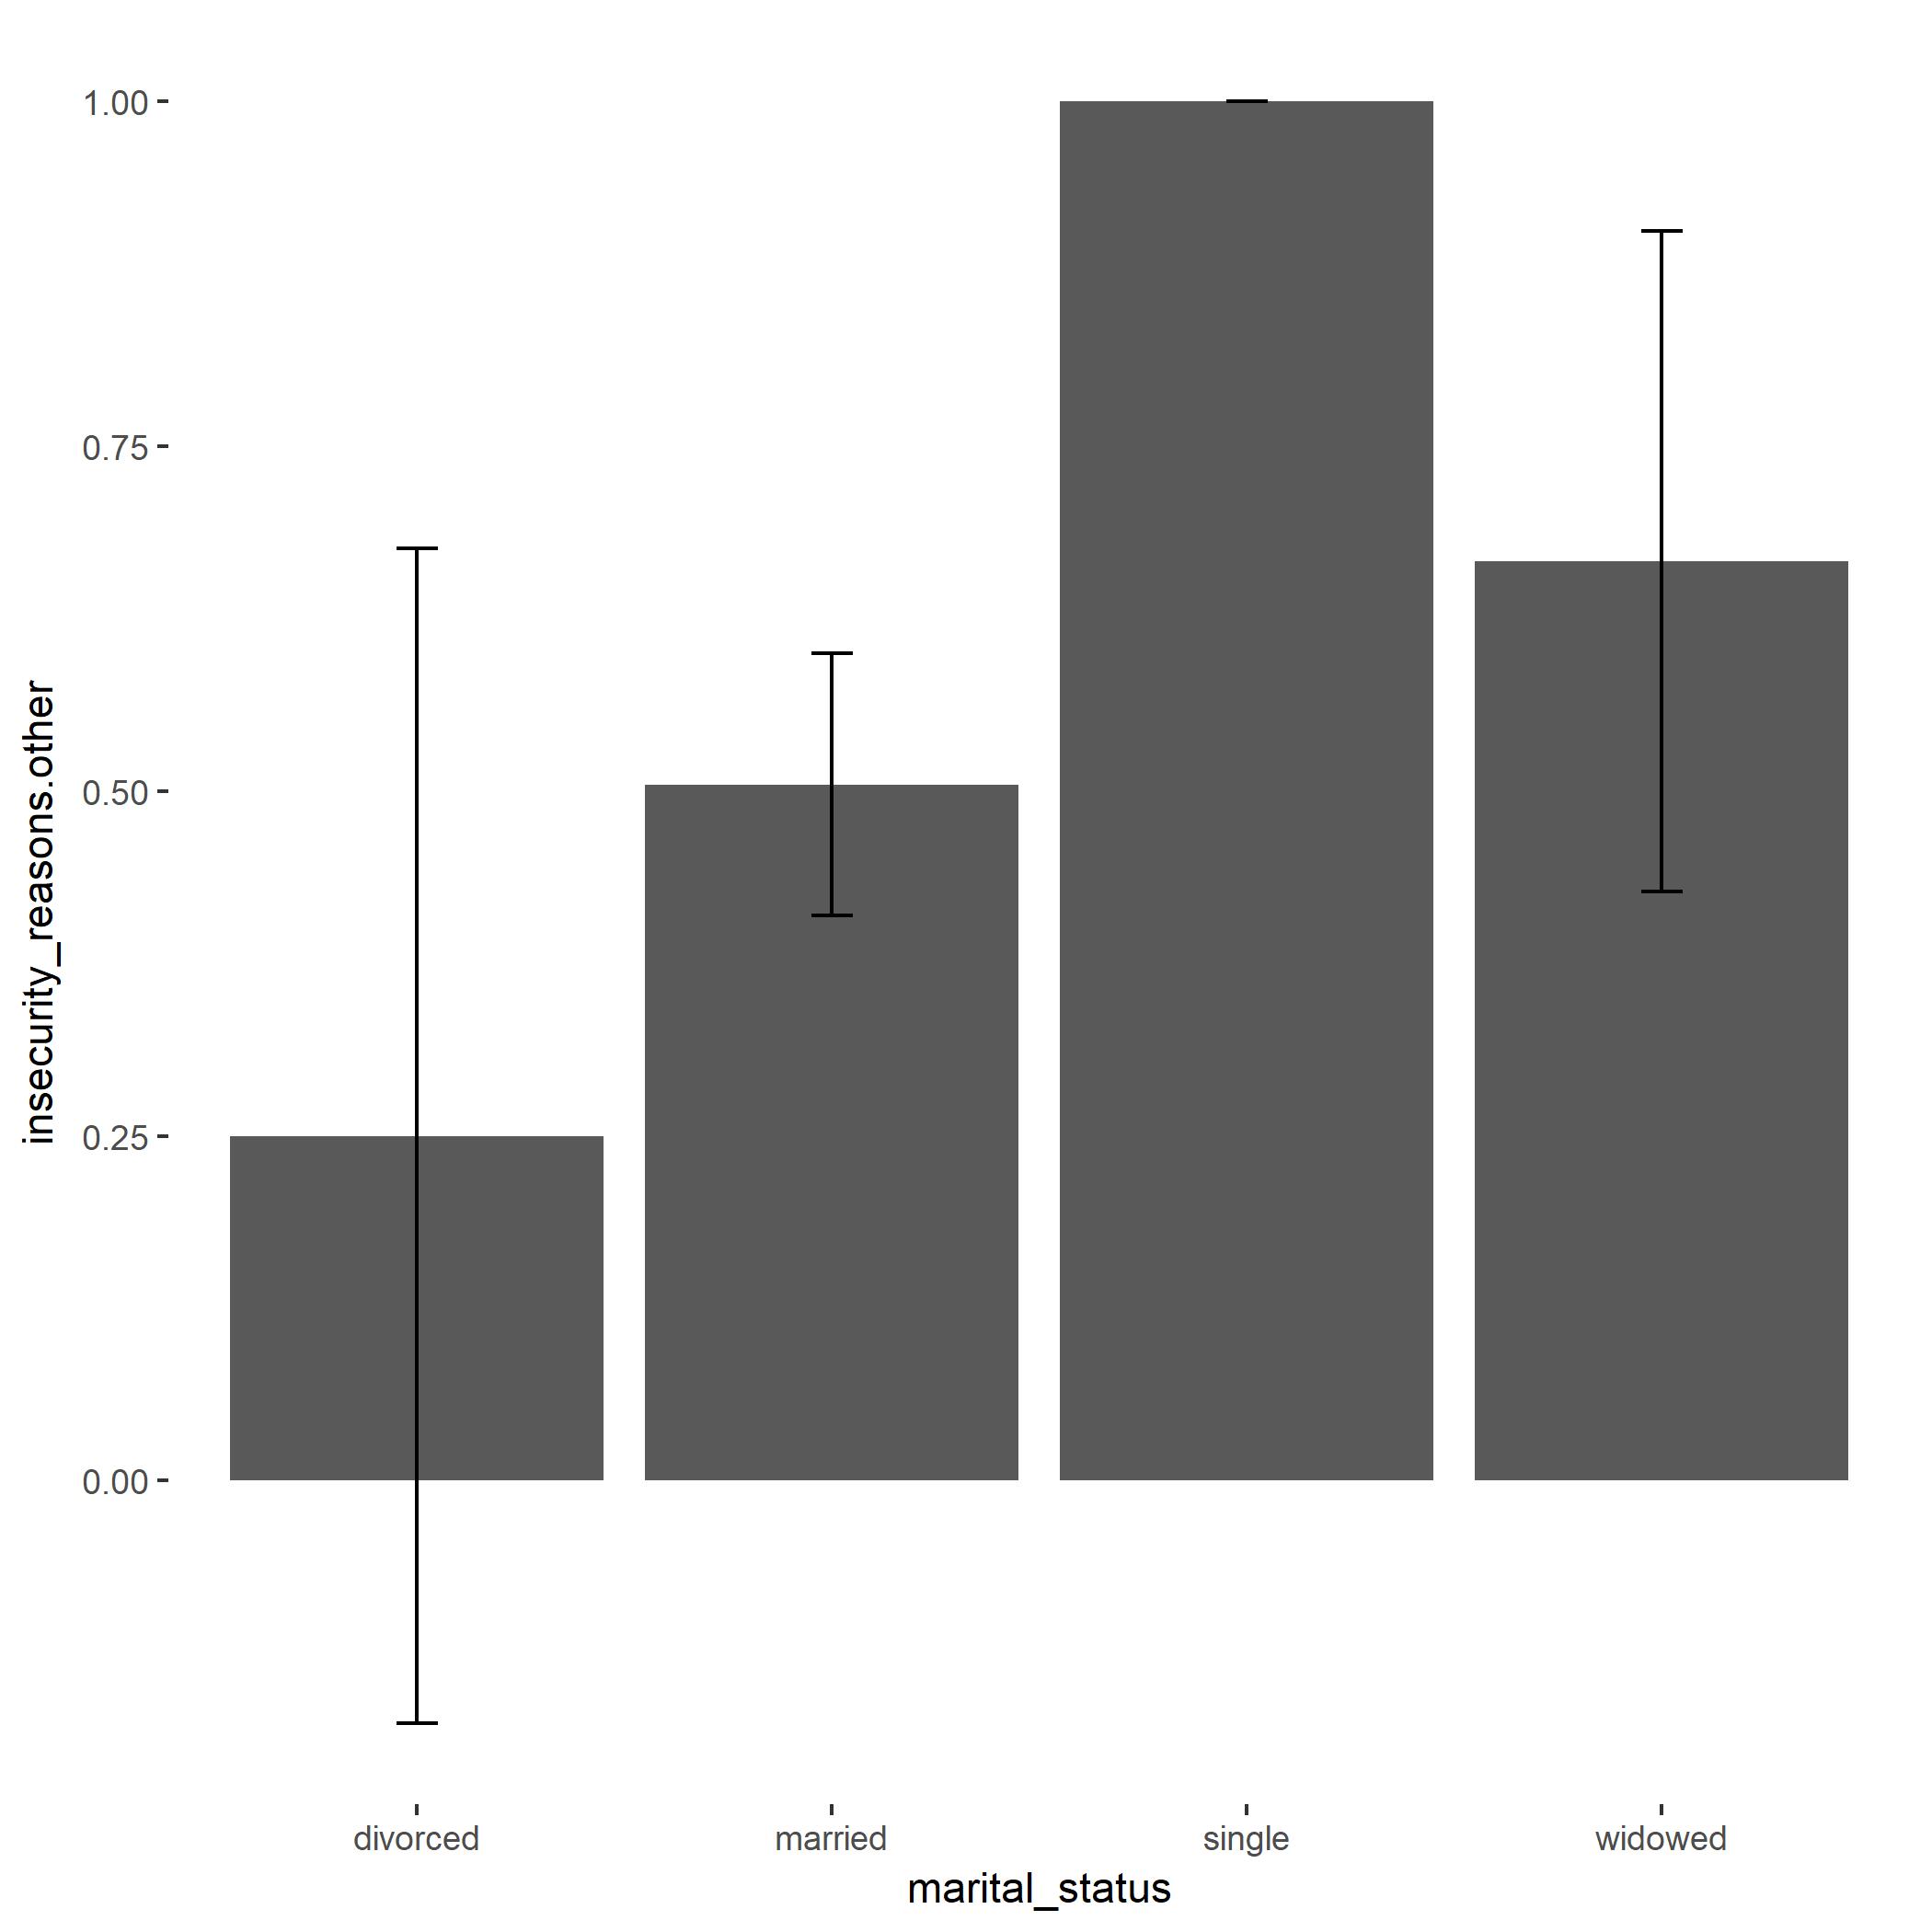 insecurity_reasons.other
1.00
0.75
0.50
0.25
0.00
divorced married single widowed
marital_status